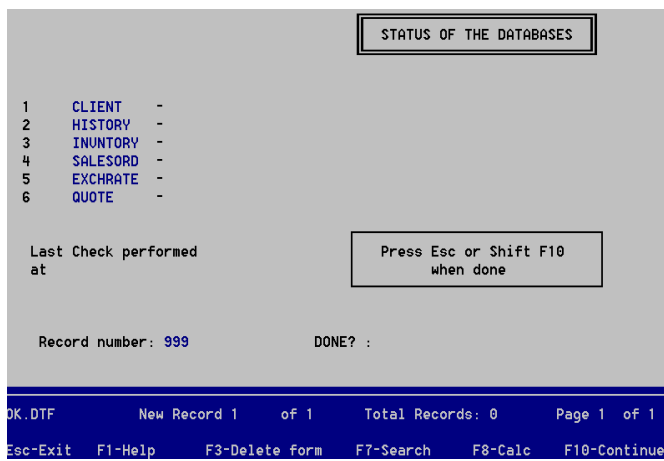 STATUS OF THE DATABASES
1 CLIENT -
2 HISTORY -
3 INVNTORY -
4 SALESORD -
5 EXCHRATE -
6 QUOTE -
Last Check performed
at
Press Esc or Shift F10
when done
Record number: 999 DONE? :
OK.DTF New Record 1 of 1 Total Records: 0 Page 1 of 1
Esc-Exit F1-Help F3-Delete form F7-Search F8-Calc F10-Continue